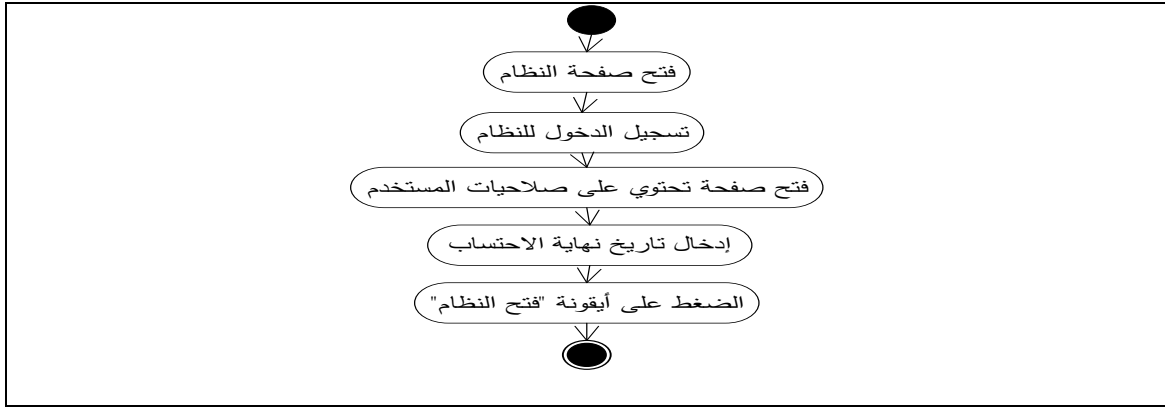 فتح صفحة النظام
تسجيل الدخول للنظام
فتح صفحة تحتوي على صلاحيات المستخدم
إدخال تاريخ نهاية الاحتساب
الضغط على أيقونة "فتح النظام"